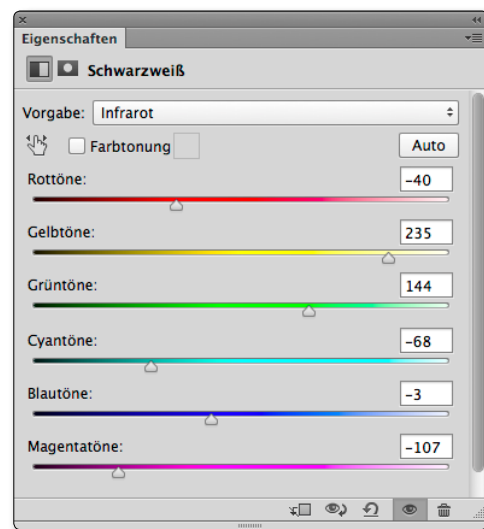 Eigenschaften
Schwarzweiß
Vorgabe: Infrarot
Farbtonung Auto
Rottöne: -40
Gelbtöne: 235
Grüntöne: 144
Cyantöne: -68
Blautöne: -3
Magentatöne: -107